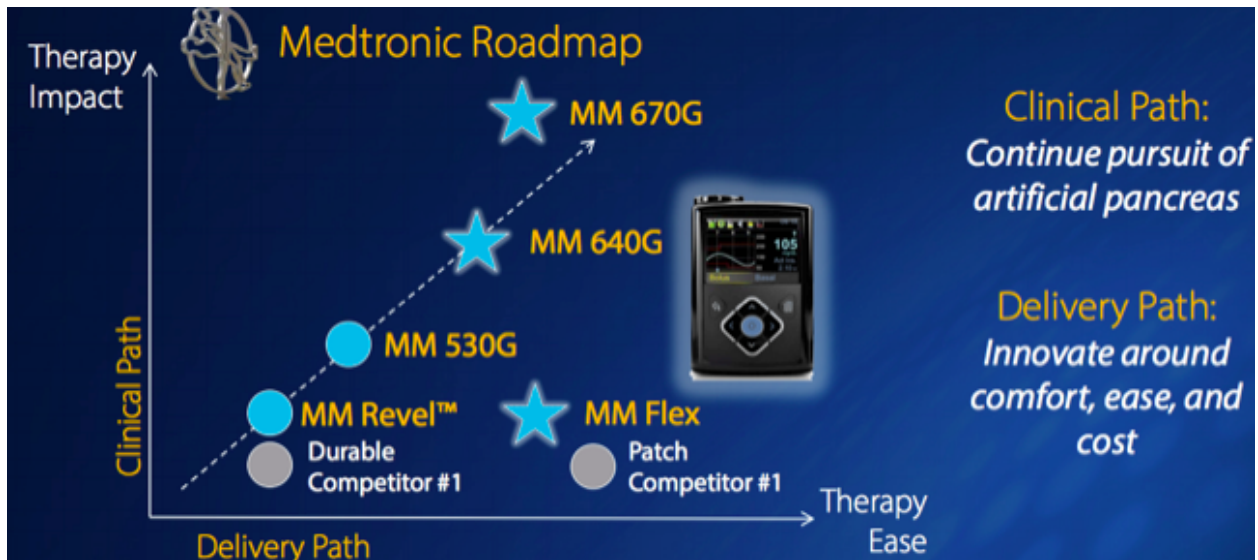 Medtronic Roadmap
Therapy
Impact
MM 670G
MM 640G
MM 530G
MM Revel™
Durable
Competitor #1
MM Flex
Patch
Competitor #1
Clinical Path
Delivery Path
Therapy
Ease
105
Clinical Path:
Continue pursuit of
artificial pancreas
Delivery Path:
Innovate around
comfort, ease, and
cost